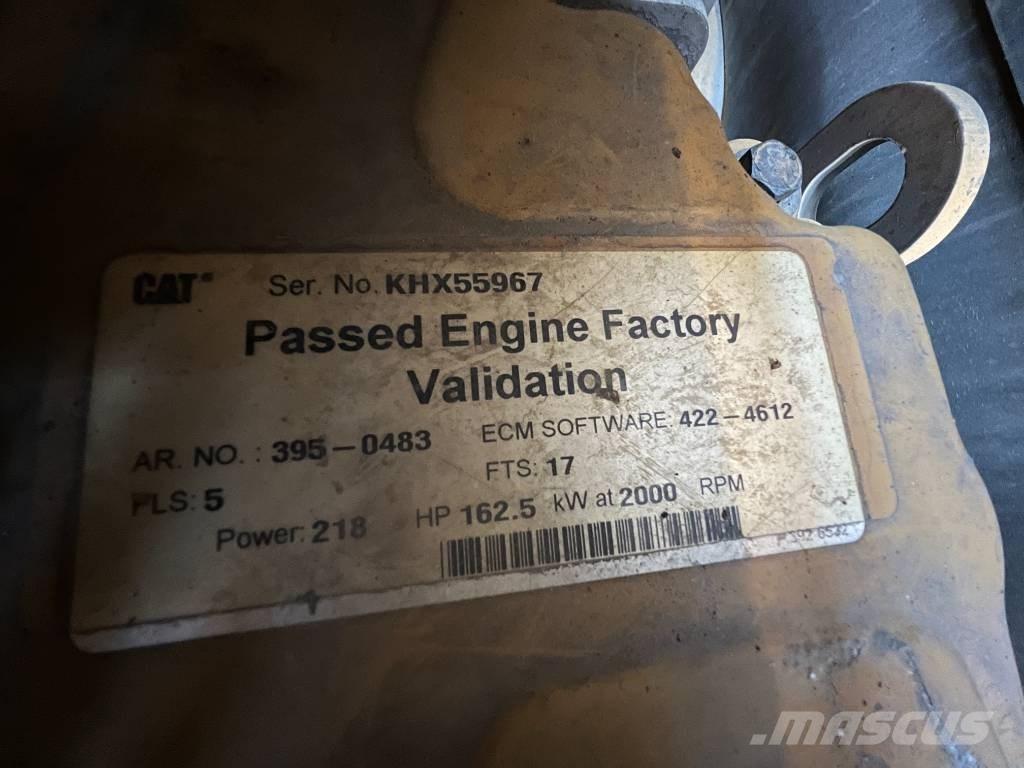 CAT Ser. No. KHX55967
Passed Engine Factory
Validation
AR. NO. : 395-0483 ECM SOFTWARE: 422-4612
FLS: 5 FTS: 17
Power: 218 HP 162.5 kW at 2000 RPM
MASCUS